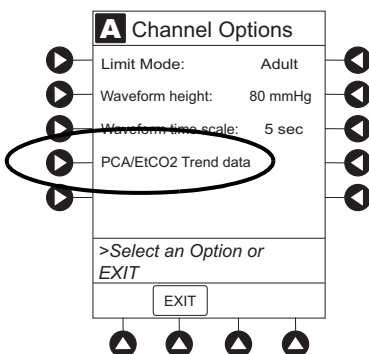 A Channel Options
Limit Mode: Adult
Waveform height: 80 mmHg
Waveform time scale: 5 sec
PCA/EtCO2 Trend data
>Select an Option or
EXIT
EXIT